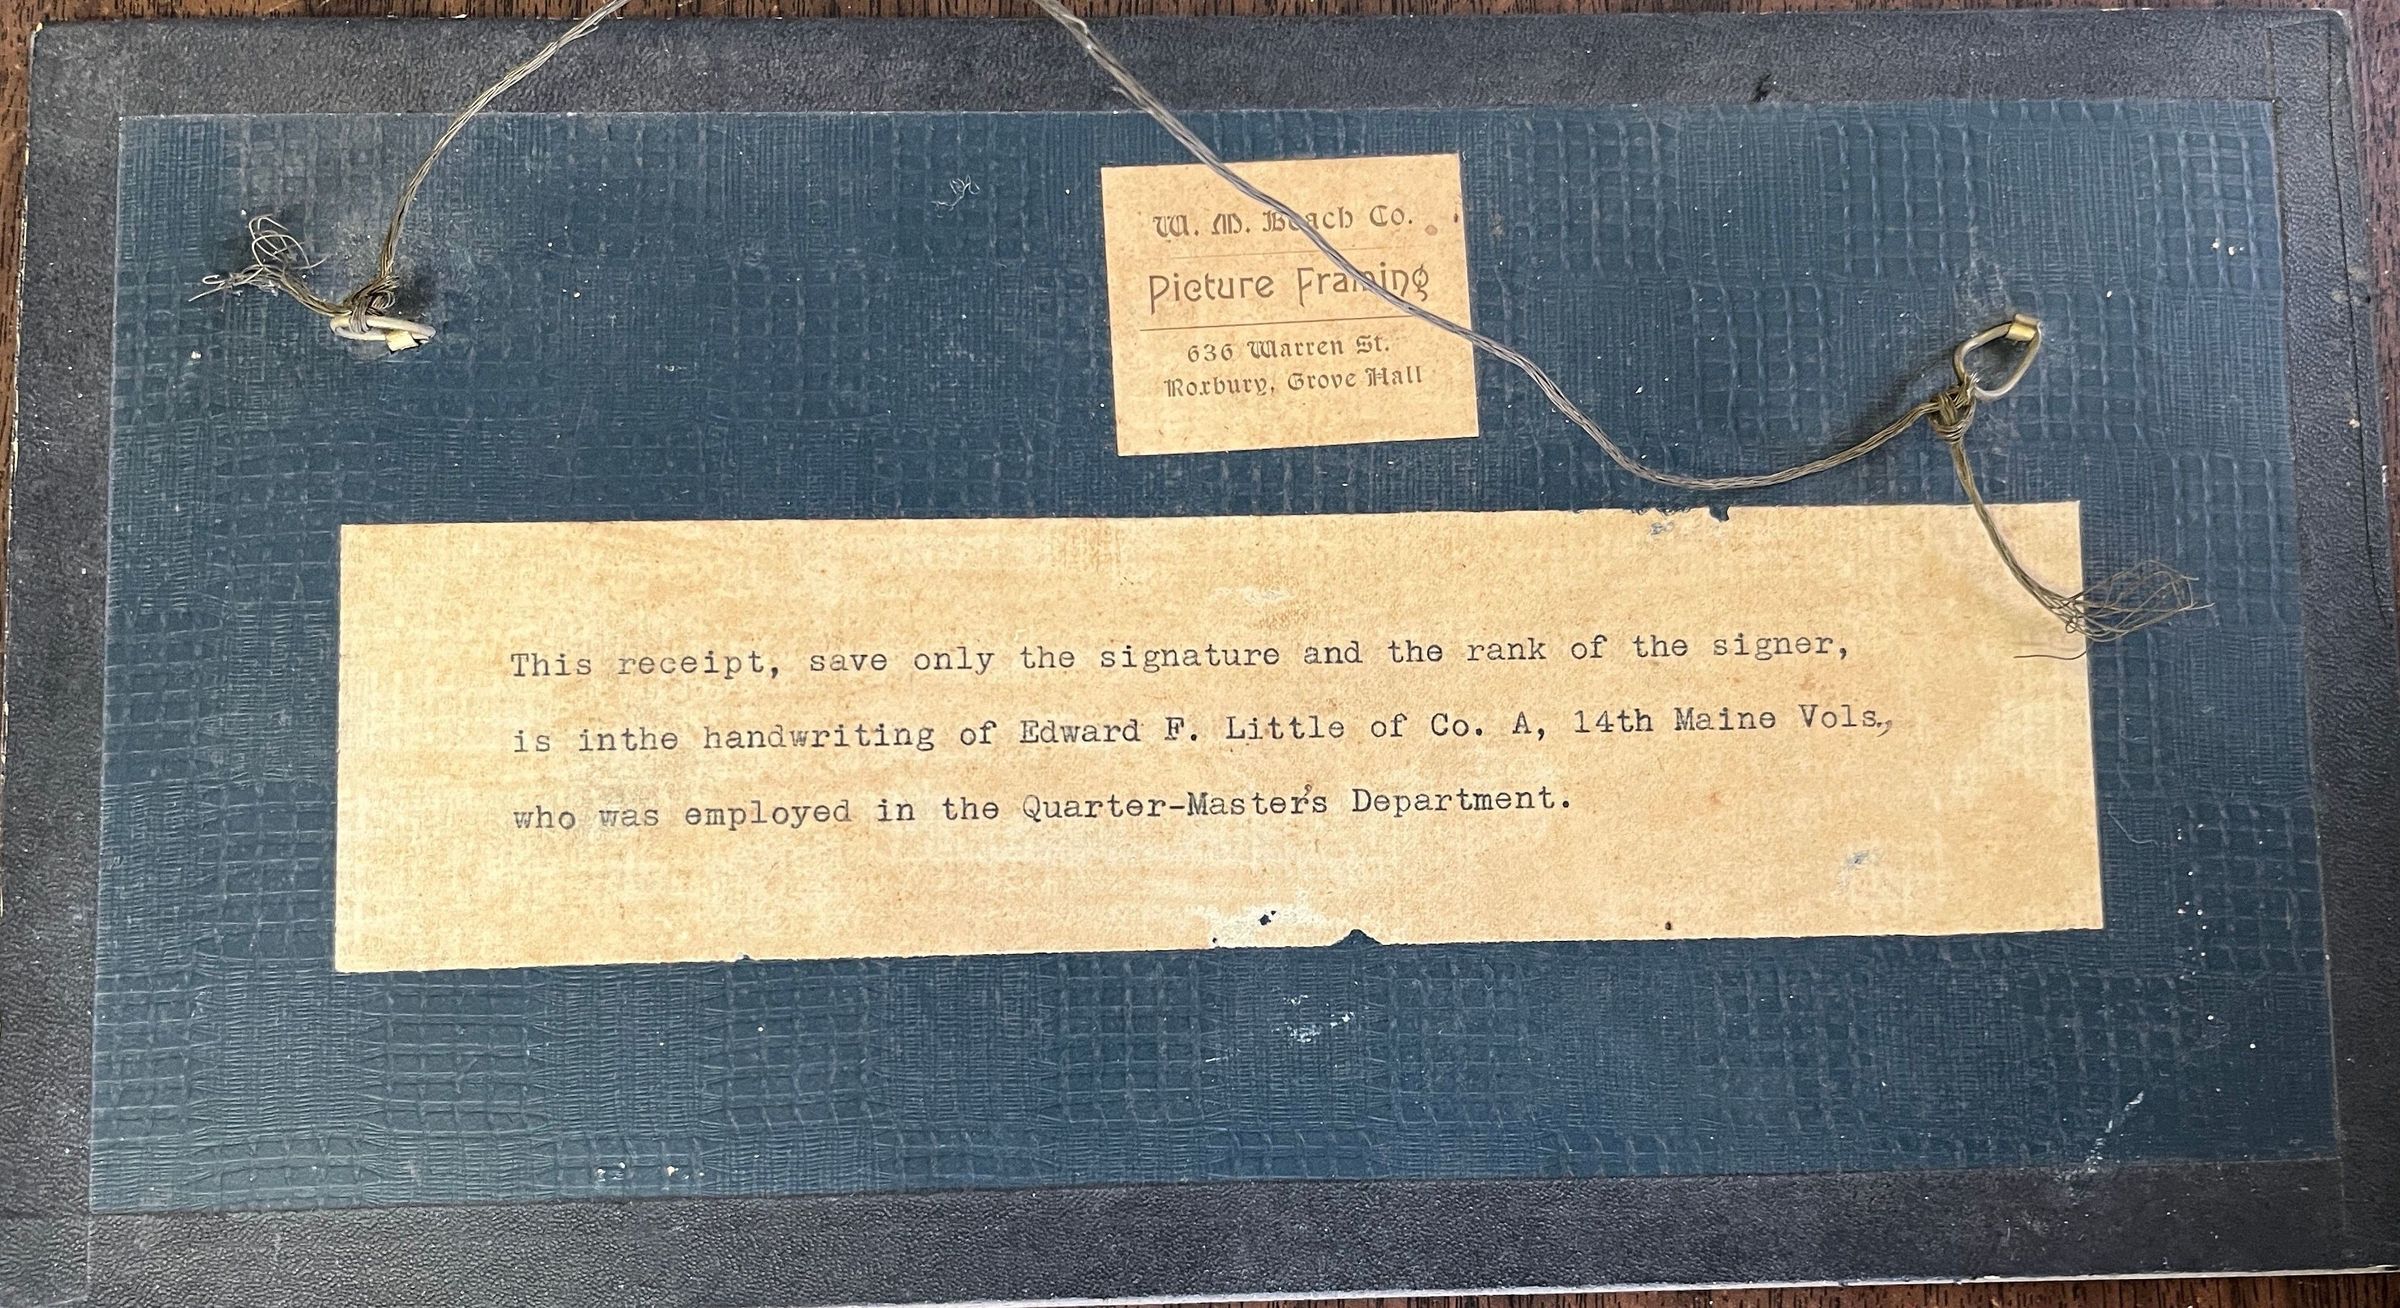 W. M. Beach Co.
Picture Framing
636 Warren St.
Roxbury, Grove Hall
This receipt, save only the signature and the rank of the signer,
is inthe handwriting of Edward F. Little of Co. A, 14th Maine Vols.,
who was employed in the Quarter-Master's Department.